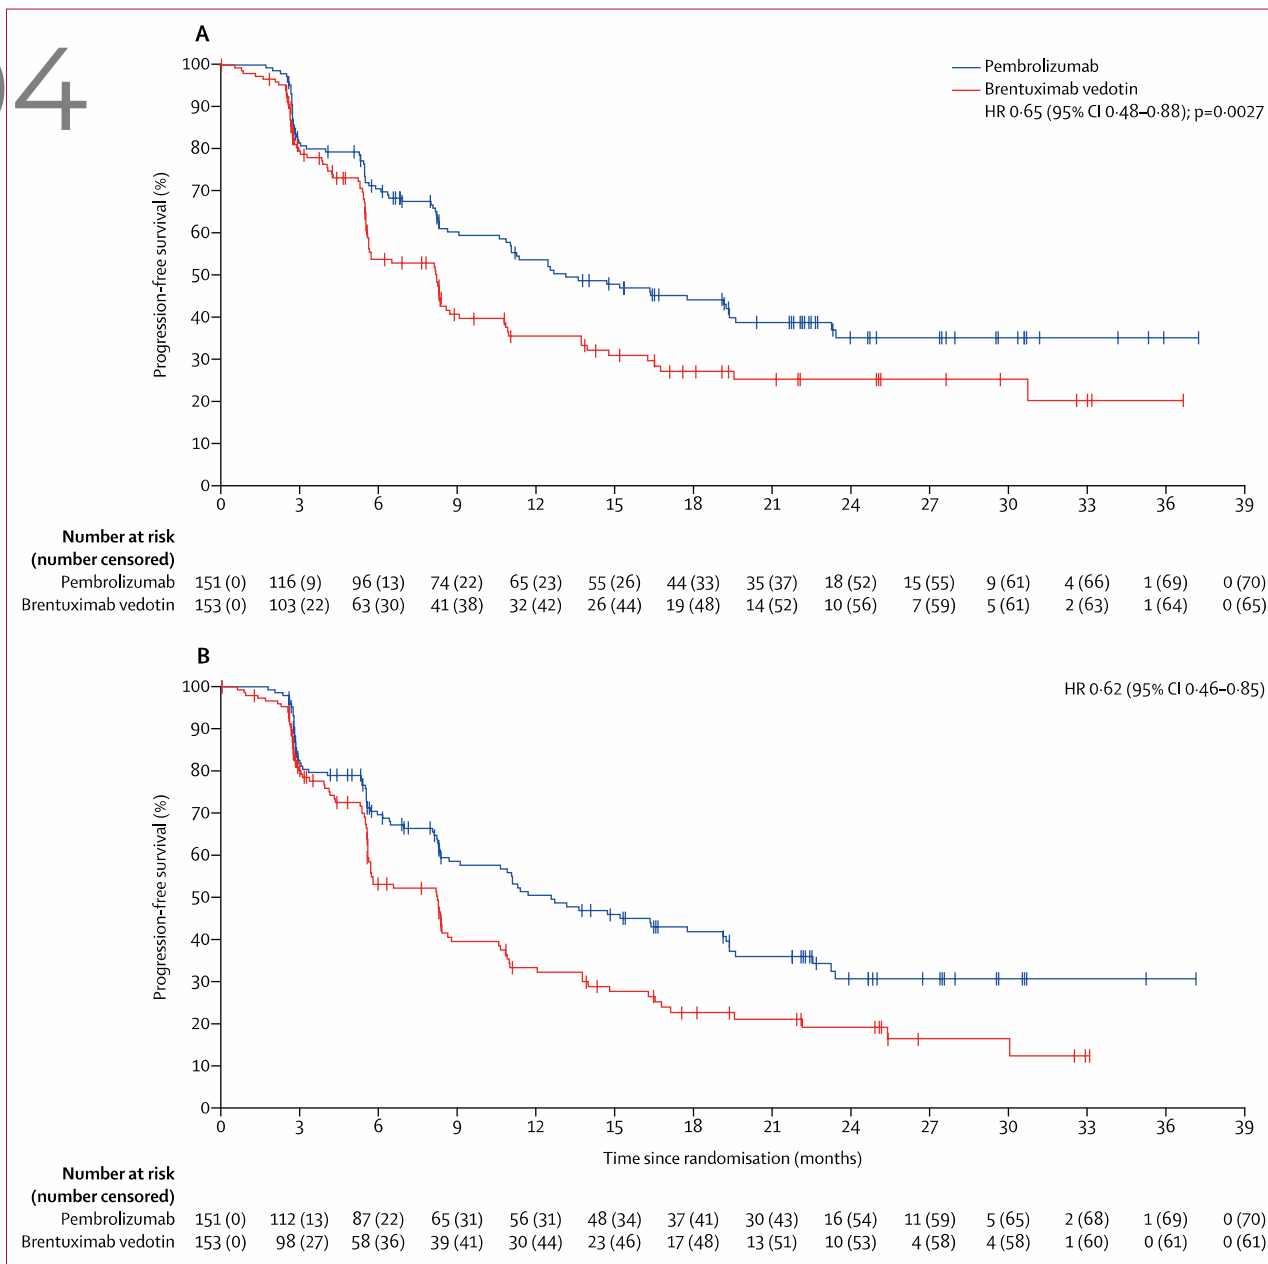 04
A
Pembrolizumab
Brentuximab vedotin
HR 0·65 (95% CI 0·48–0·88); p=0·0027
Progression-free survival (%)
100
90
80
70
60
50
40
30
20
10
0
0 3 6 9 12 15 18 21 24 27 30 33 36 39
Number at risk
(number censored)
Pembrolizumab 151 (0) 116 (9) 96 (13) 74 (22) 65 (23) 55 (26) 44 (33) 35 (37) 18 (52) 15 (55) 9 (61) 4 (66) 1 (69) 0 (70)
Brentuximab vedotin 153 (0) 103 (22) 63 (30) 41 (38) 32 (42) 26 (44) 19 (48) 14 (52) 10 (56) 7 (59) 5 (61) 2 (63) 1 (64) 0 (65)
B
HR 0·62 (95% CI 0·46–0·85)
Progression-free survival (%)
100
90
80
70
60
50
40
30
20
10
0
0 3 6 9 12 15 18 21 24 27 30 33 36 39
Time since randomisation (months)
Number at risk
(number censored)
Pembrolizumab 151 (0) 112 (13) 87 (22) 65 (31) 56 (31) 48 (34) 37 (41) 30 (43) 16 (54) 11 (59) 5 (65) 2 (68) 1 (69) 0 (70)
Brentuximab vedotin 153 (0) 98 (27) 58 (36) 39 (41) 30 (44) 23 (46) 17 (48) 13 (51) 10 (53) 4 (58) 4 (58) 1 (60) 0 (61) 0 (61)